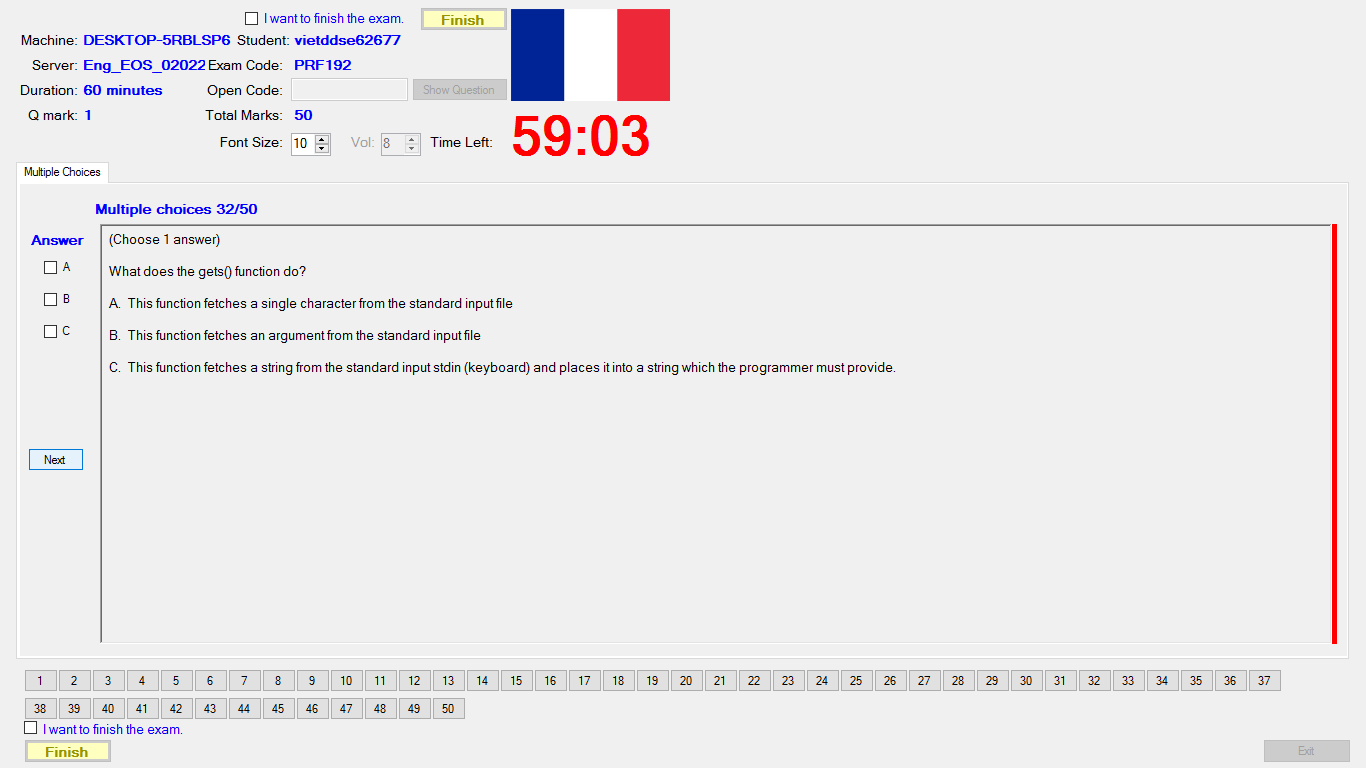 I want to finish the exam. Finish
Machine: DESKTOP-5RBLSP6 Student: vietddse62677
Server: Eng_EOS_02022 Exam Code: PRF192
Duration: 60 minutes Open Code: Show Question
Q mark: 1 Total Marks: 50
Font Size: 10 Vol: 8 Time Left: 59:03
Multiple Choices
Multiple choices 32/50
Answer
(Choose 1 answer)
A
What does the gets() function do?
B
A. This function fetches a single character from the standard input file
C
B. This function fetches an argument from the standard input file
C. This function fetches a string from the standard input stdin (keyboard) and places it into a string which the programmer must provide.
Next
1 2 3 4 5 6 7 8 9 10 11 12 13 14 15 16 17 18 19 20 21 22 23 24 25 26 27 28 29 30 31 32 33 34 35 36 37
38 39 40 41 42 43 44 45 46 47 48 49 50
I want to finish the exam.
Finish Exit